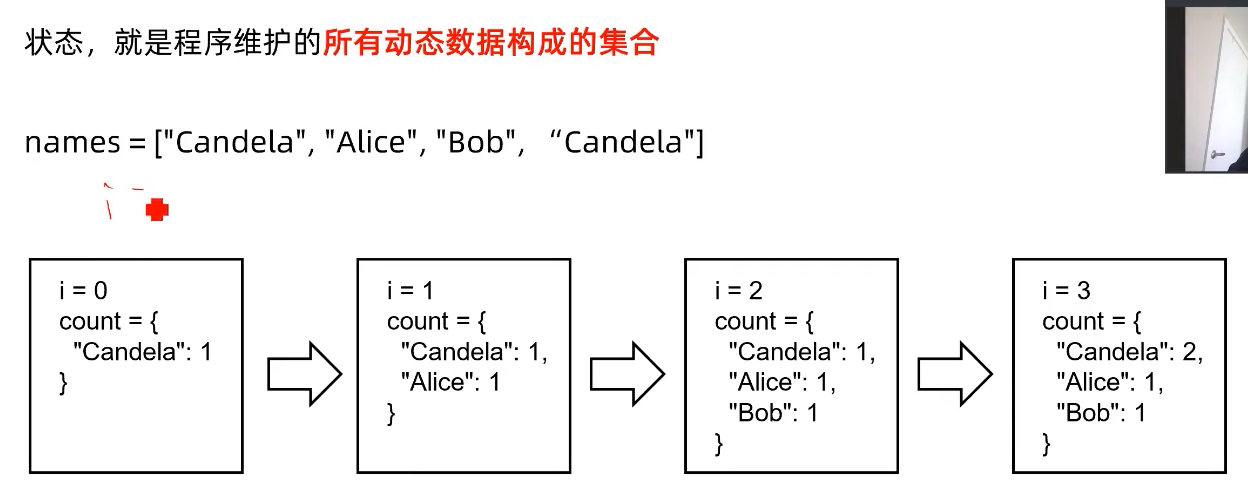 状态，就是程序维护的所有动态数据构成的集合
names = ["Candela", "Alice", "Bob", “Candela"]
i = 0
count = {
"Candela": 1
}
i = 1
count = {
"Candela": 1,
"Alice": 1
}
i = 2
count = {
"Candela": 1,
"Alice": 1,
"Bob": 1
}
i = 3
count = {
"Candela": 2,
"Alice": 1,
"Bob": 1
}